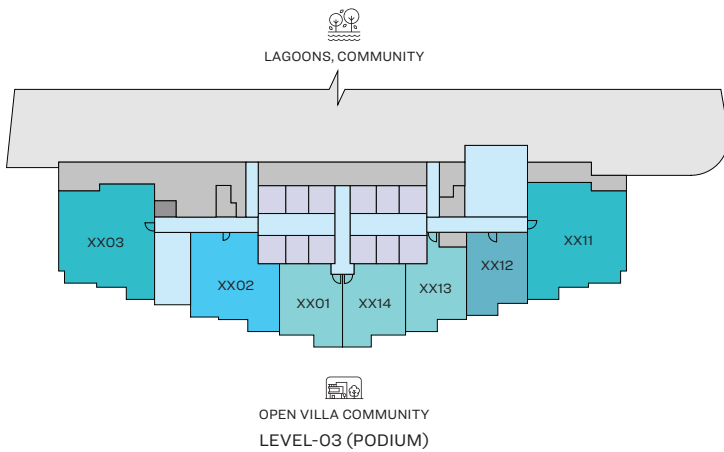 LAGOONS, COMMUNITY
XX03
XX11
XX02
XX12
XX13
XX01
XX14
OPEN VILLA COMMUNITY
LEVEL-03 (PODIUM)